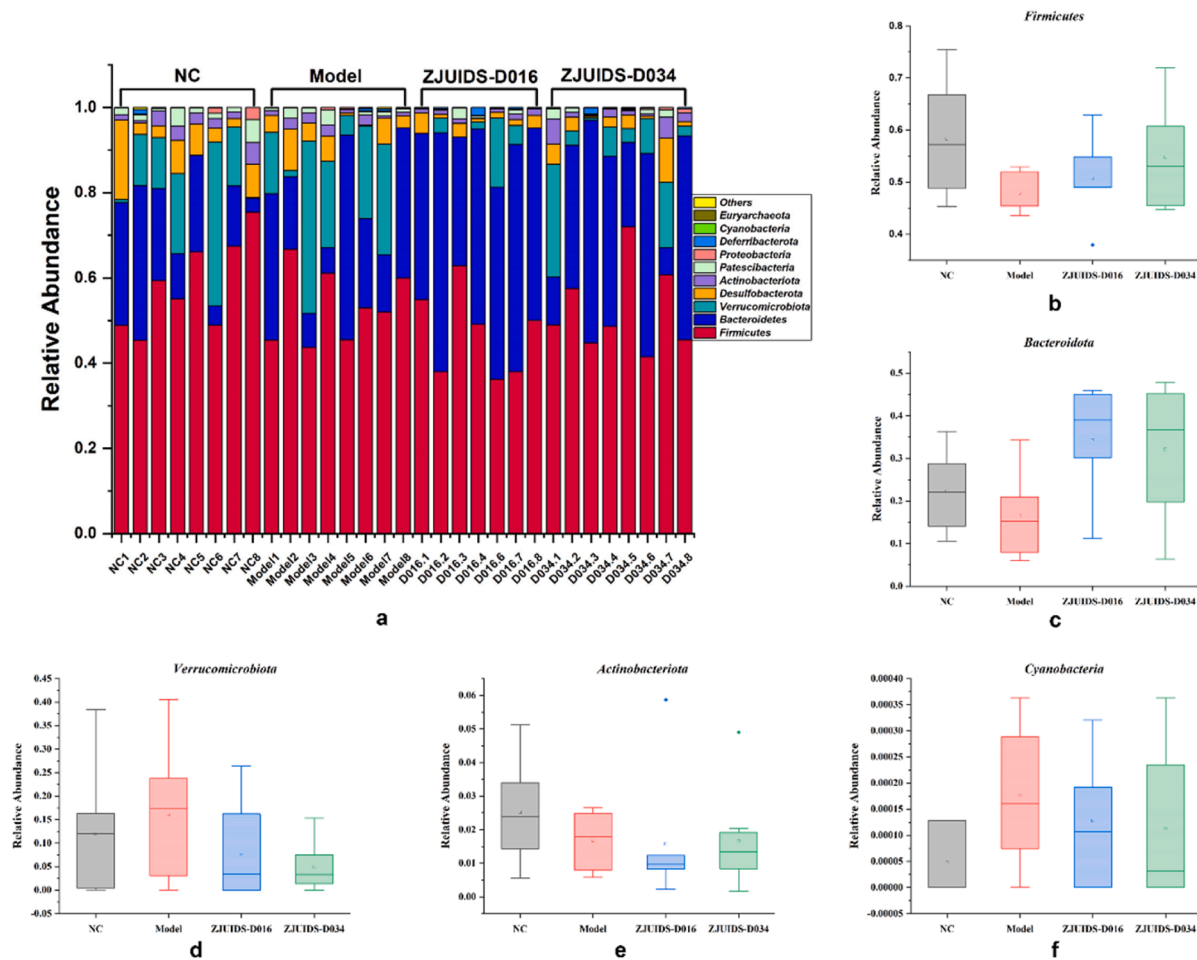 NC
Model
ZJUIDS-D016
ZJUIDS-D034
Relative Abundance
1.0
0.8
0.6
0.4
0.2
0.0
NC1
NC2
NC3
NC4
NC5
NC6
NC7
NC8
Model1
Model2
Model3
Model4
Model5
Model6
Model7
Model8
D016.1
D016.2
D016.3
D016.4
D016.6
D016.7
D016.8
D034.1
D034.2
D034.3
D034.4
D034.5
D034.6
D034.7
D034.8
Others
Euryarchaeota
Cyanobacteria
Deferribacterota
Proteobacteria
Patescibacteria
Actinobacteriota
Desulfobacterota
Verrucomicrobiota
Bacteroidetes
Firmicutes
a
Firmicutes
Relative Abundance
0.8
0.7
0.6
0.5
0.4
NC
Model
ZJUIDS-D016
ZJUIDS-D034
b
Bacteroidota
Relative Abundance
0.5
0.4
0.3
0.2
0.1
0.0
NC
Model
ZJUIDS-D016
ZJUIDS-D034
c
Verrucomicrobiota
Relative Abundance
0.45
0.40
0.35
0.30
0.25
0.20
0.15
0.10
0.05
0.00
-0.05
NC
Model
ZJUIDS-D016
ZJUIDS-D034
d
Actinobacteriota
Relative Abundance
0.06
0.05
0.04
0.03
0.02
0.01
0.00
NC
Model
ZJUIDS-D016
ZJUIDS-D034
e
Cyanobacteria
Relative Abundance
0.00040
0.00035
0.00030
0.00025
0.00020
0.00015
0.00010
0.00005
0.00000
-0.00005
NC
Model
ZJUIDS-D016
ZJUIDS-D034
f